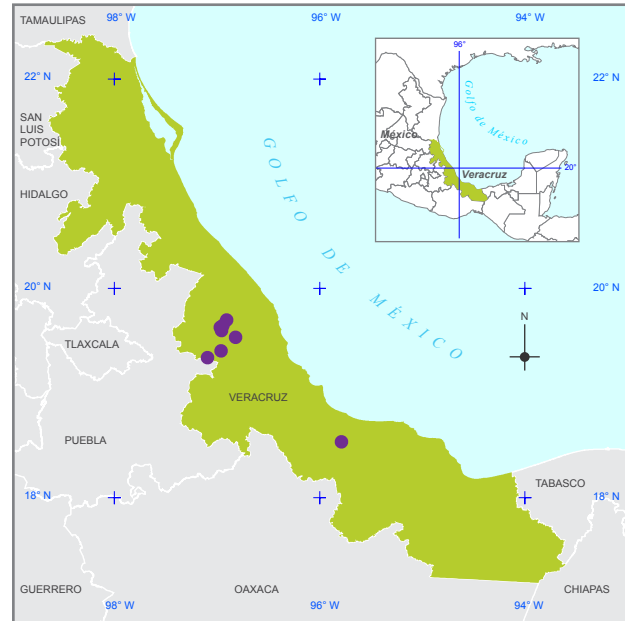 98° W
96° W
94° W
TAMAULIPAS
22° N
22° N
96°
Golfo de México
México
20°
Veracruz
SAN
LUIS
POTOSÍ
GOLFO DE MÉXICO
HIDALGO
20° N
20° N
N
TLAXCALA
VERACRUZ
PUEBLA
TABASCO
18° N
18° N
GUERRERO
OAXACA
CHIAPAS
98° W
96° W
94° W